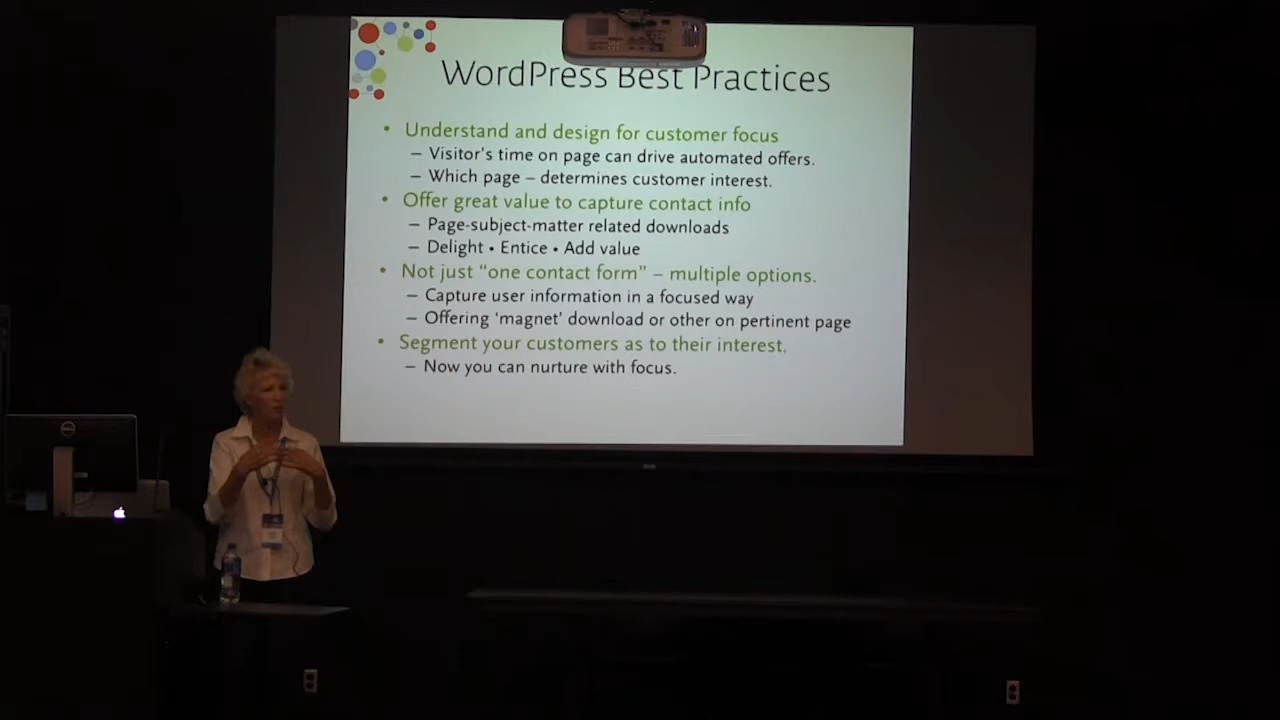 WordPress Best Practices
• Understand and design for customer focus
– Visitor's time on page can drive automated offers.
– Which page – determines customer interest.
• Offer great value to capture contact info
– Page-subject-matter related downloads
– Delight • Entice • Add value
• Not just “one contact form” – multiple options.
– Capture user information in a focused way
– Offering ‘magnet’ download or other on pertinent page
• Segment your customers as to their interest.
– Now you can nurture with focus.
DELL